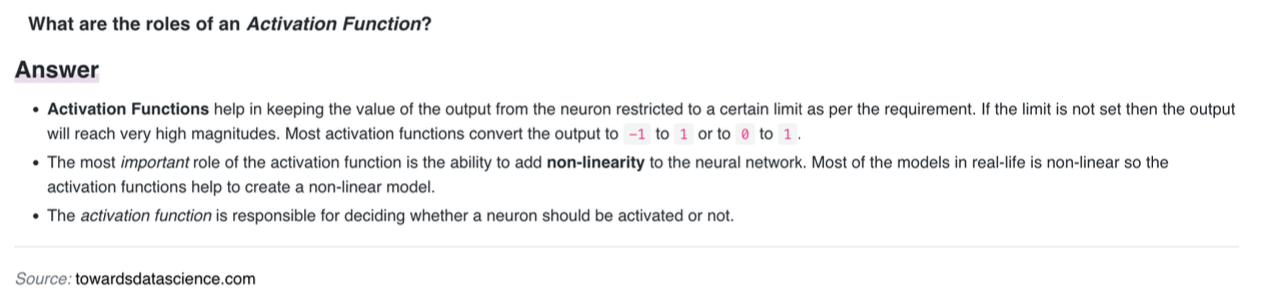 What are the roles of an Activation Function?
Answer
• Activation Functions help in keeping the value of the output from the neuron restricted to a certain limit as per the requirement. If the limit is not set then the output
will reach very high magnitudes. Most activation functions convert the output to -1 to 1 or to 0 to 1 .
• The most important role of the activation function is the ability to add non-linearity to the neural network. Most of the models in real-life is non-linear so the
activation functions help to create a non-linear model.
• The activation function is responsible for deciding whether a neuron should be activated or not.
Source: towardsdatascience.com